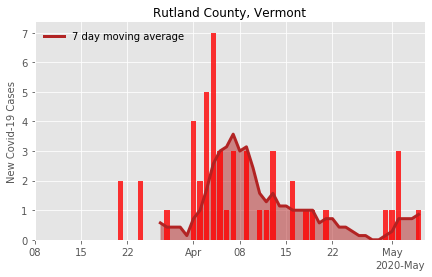 Rutland County, Vermont
7 day moving average
New Covid-19 Cases
7
6
5
4
3
2
1
0
08 15 22 Apr 08 15 22 May
2020-May